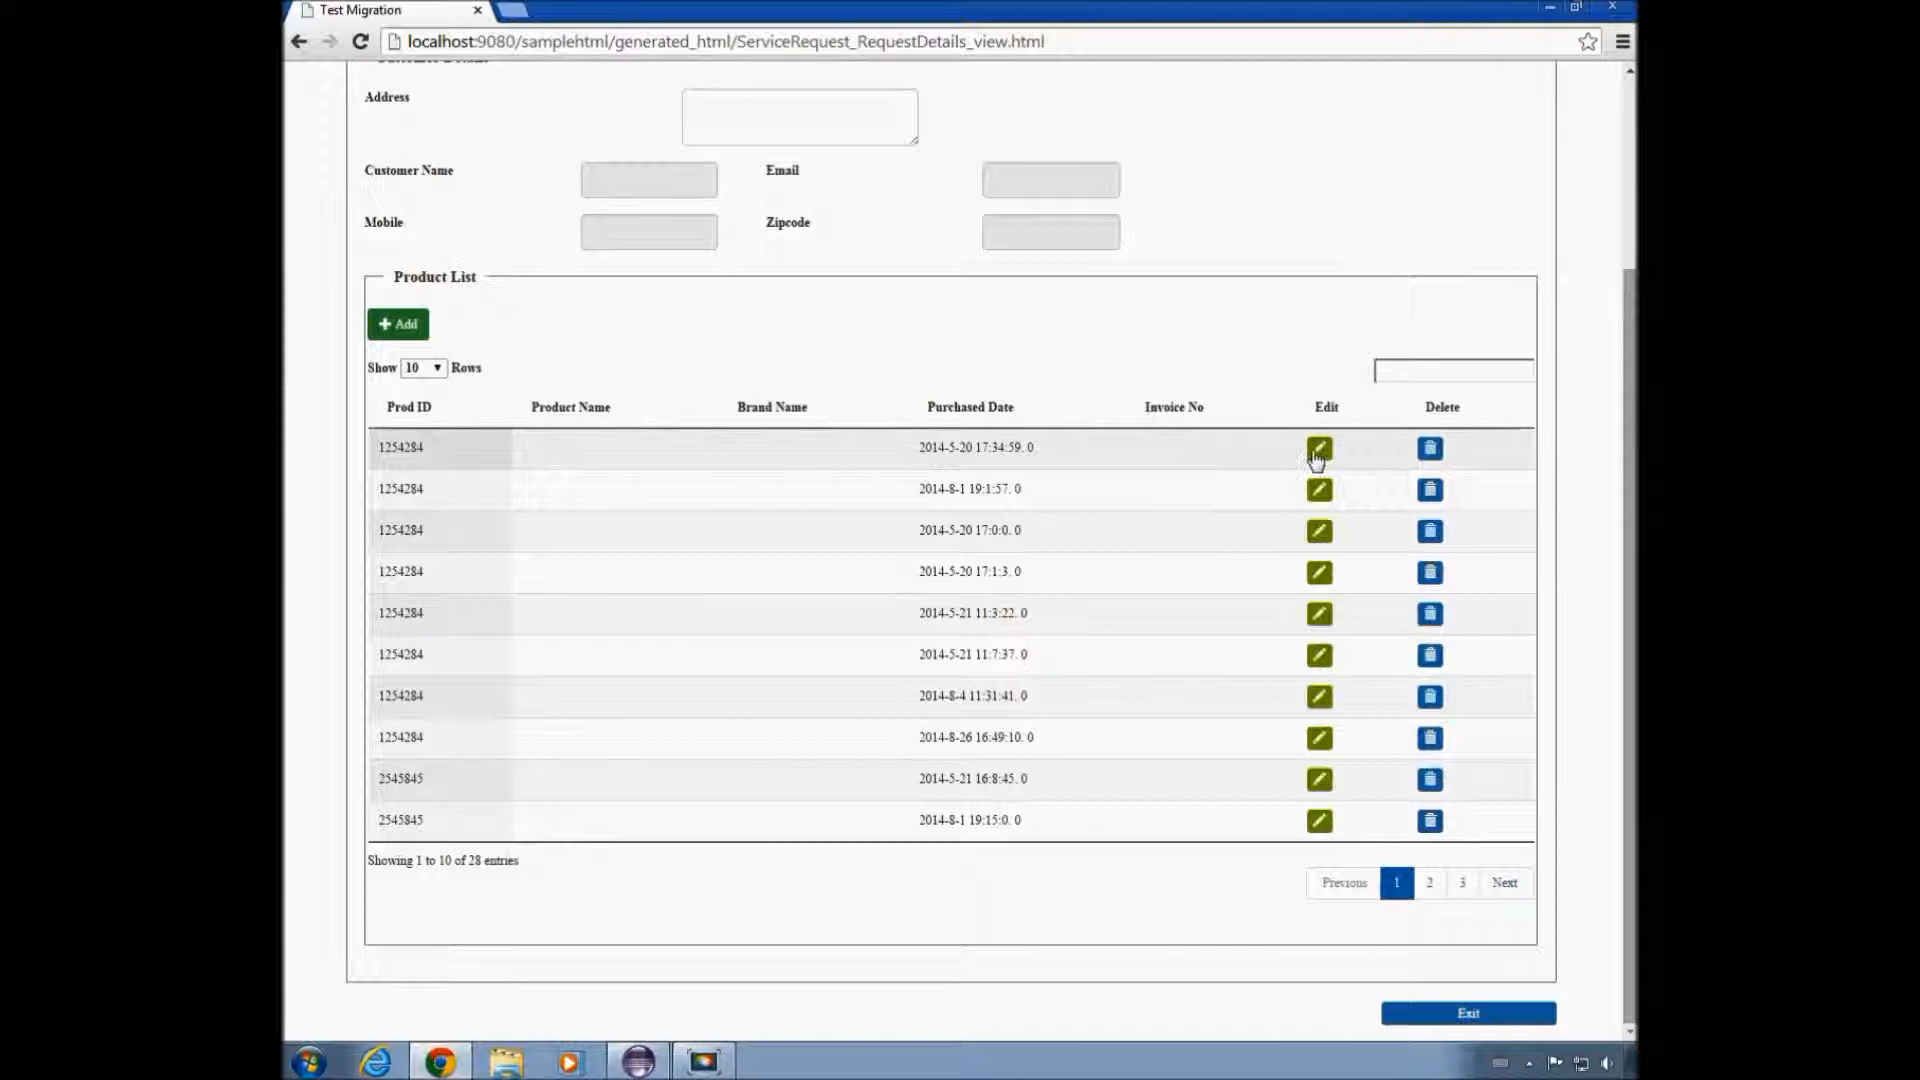 Test Migration
localhost:9080/samplehtml/generated_html/ServiceRequest_RequestDetails_view.html
Address
Customer Name
Email
Mobile
Zipcode
Product List
Add
Show 10 Rows
Prod ID Product Name Brand Name Purchased Date Invoice No Edit Delete
1254284 2014-5-20 17:34:59. 0
1254284 2014-8-1 19:1:57. 0
1254284 2014-5-20 17:0:0. 0
1254284 2014-5-20 17:1:3. 0
1254284 2014-5-21 11:3:22. 0
1254284 2014-5-21 11:7:37. 0
1254284 2014-8-4 11:31:41. 0
1254284 2014-8-26 16:49:10. 0
2545845 2014-5-21 16:8:45. 0
2545845 2014-8-1 19:15:0. 0
Showing 1 to 10 of 28 entries
Previous 1 2 3 Next
Exit